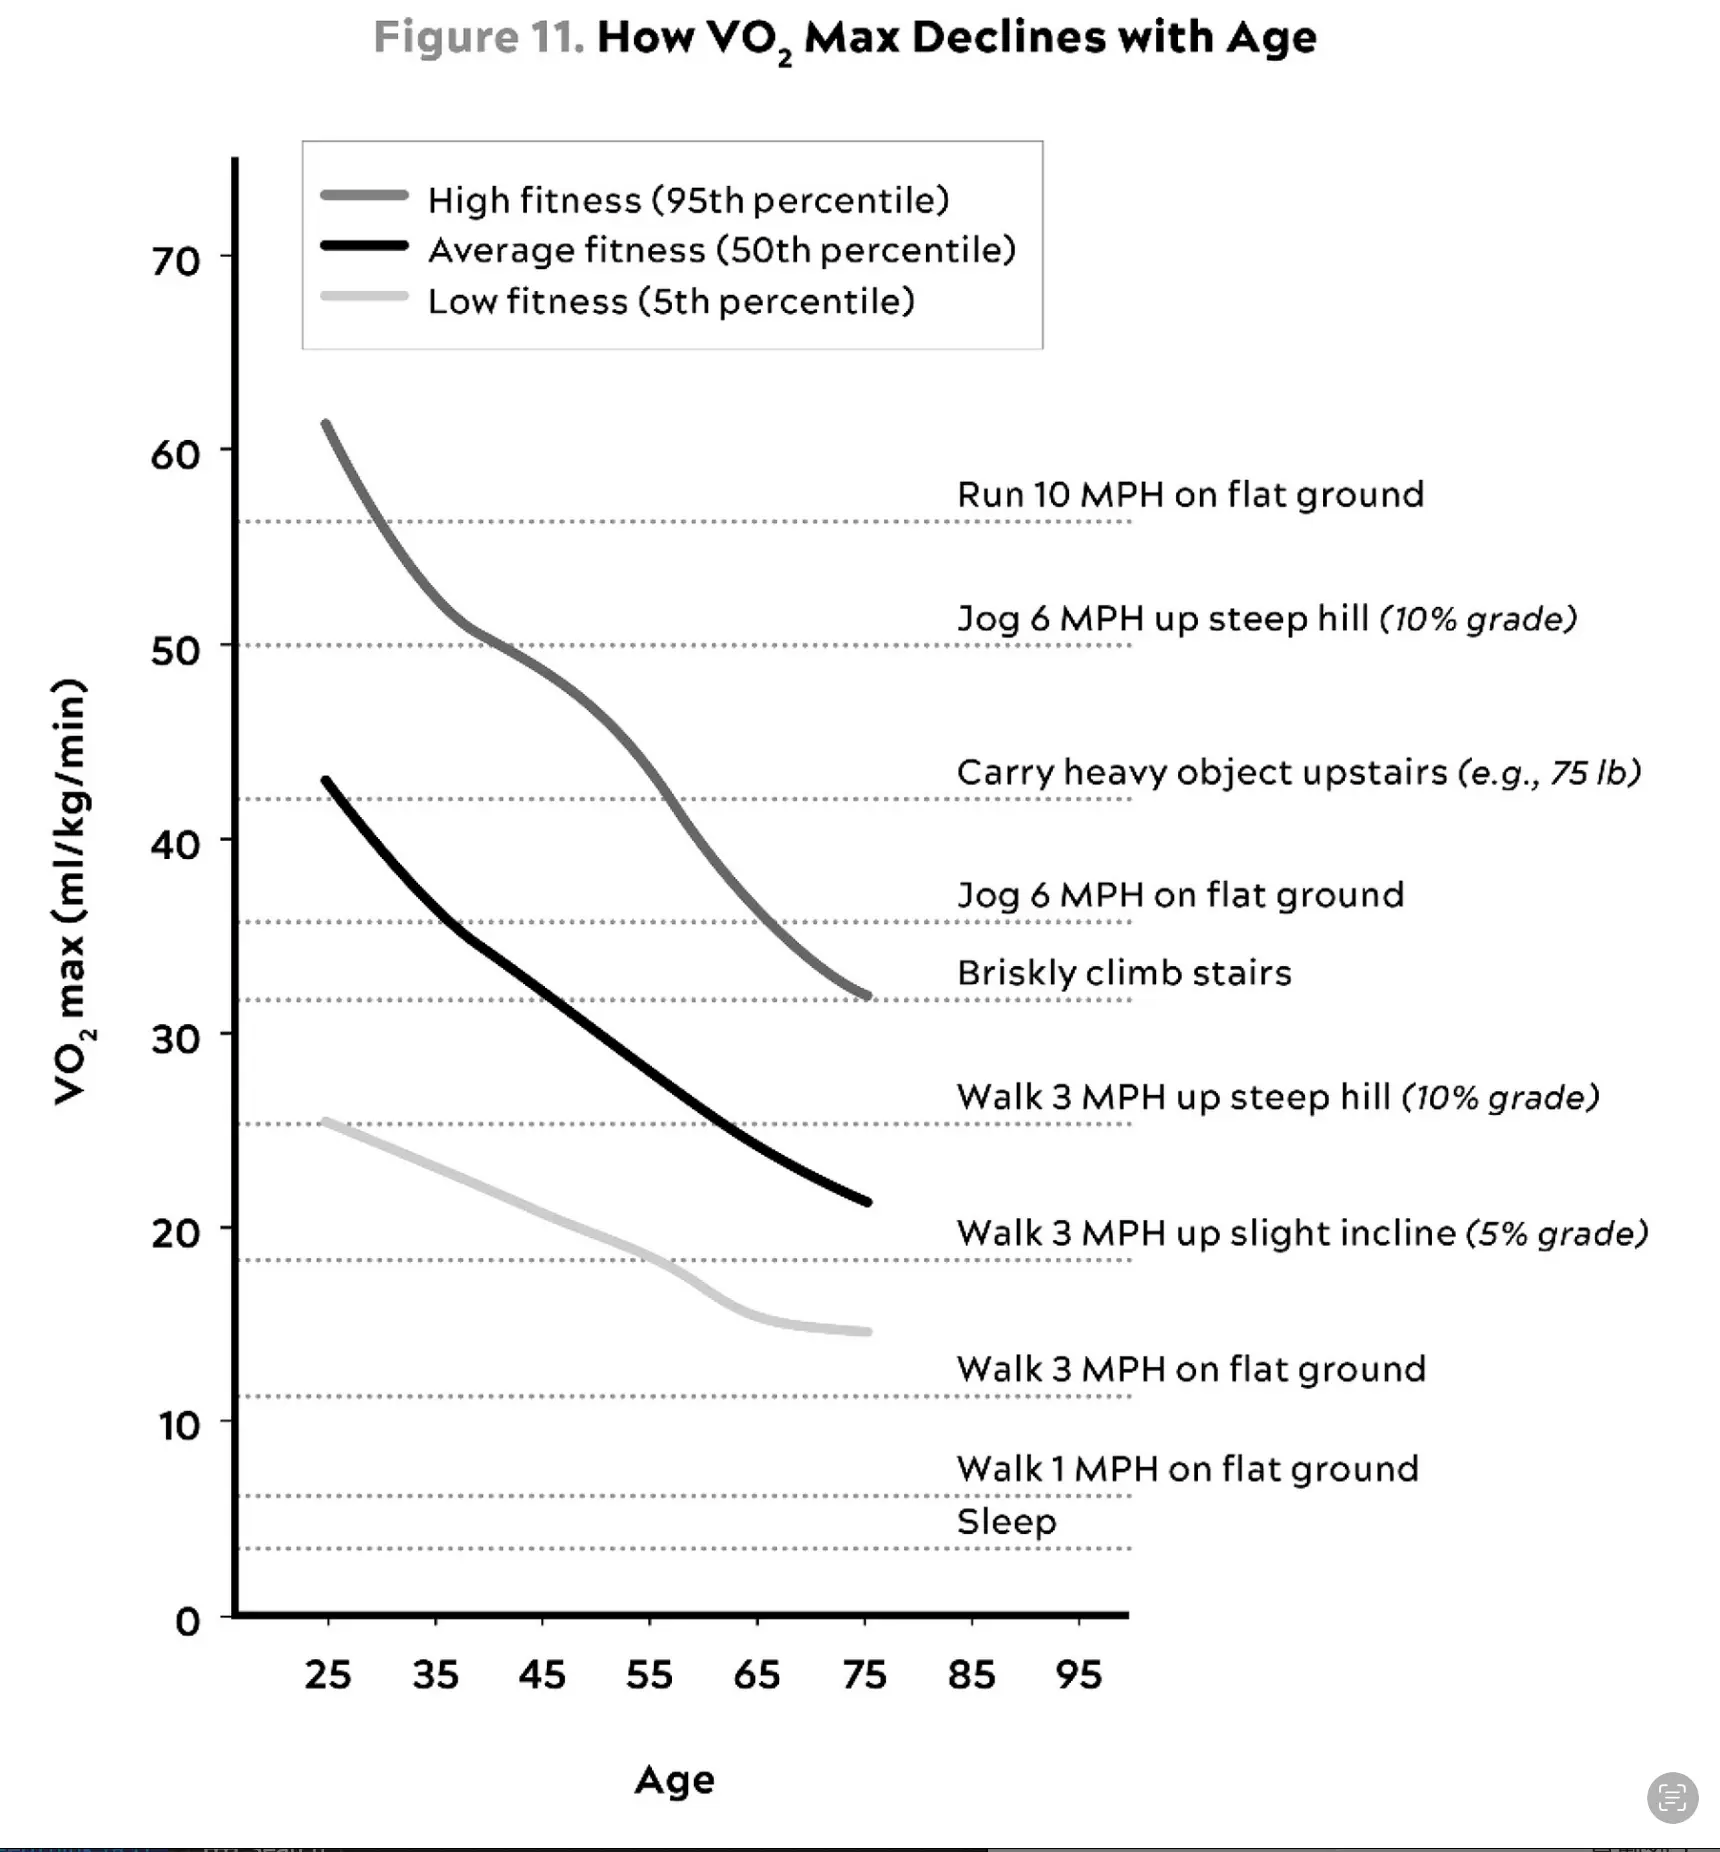 Figure 11. How VO₂ Max Declines with Age
High fitness (95th percentile)
Average fitness (50th percentile)
Low fitness (5th percentile)
VO₂ max (ml/kg/min)
70
60
50
40
30
20
10
0
Run 10 MPH on flat ground
Jog 6 MPH up steep hill (10% grade)
Carry heavy object upstairs (e.g., 75 lb)
Jog 6 MPH on flat ground
Briskly climb stairs
Walk 3 MPH up steep hill (10% grade)
Walk 3 MPH up slight incline (5% grade)
Walk 3 MPH on flat ground
Walk 1 MPH on flat ground
Sleep
25 35 45 55 65 75 85 95
Age